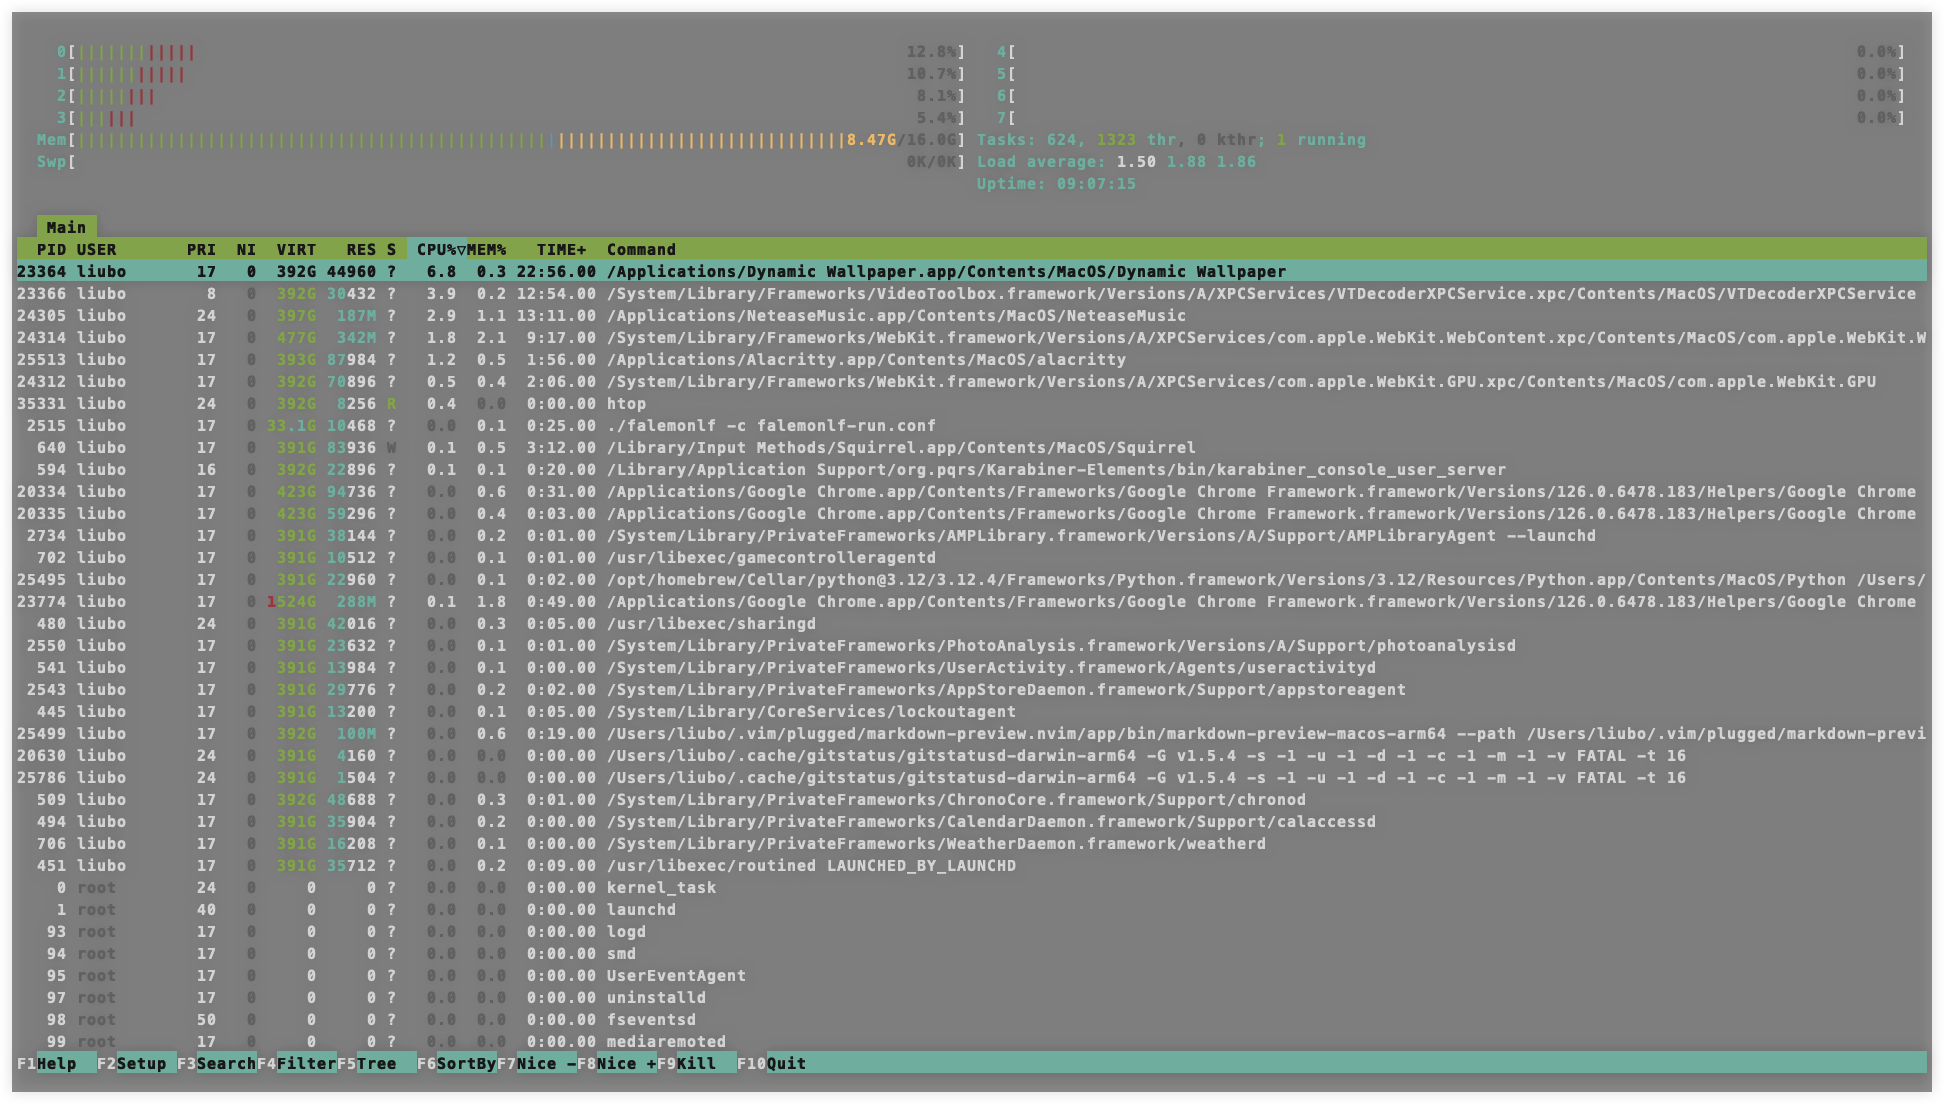 0[||||||||||||                                                                       12.8%]   4[                                                                                    0.0%]
1[|||||||||||                                                                        10.7%]   5[                                                                                    0.0%]
2[||||||||                                                                            8.1%]   6[                                                                                    0.0%]
3[||||||                                                                              5.4%]   7[                                                                                    0.0%]
Mem[|||||||||||||||||||||||||||||||||||||||||||||||||||||||||||||||||||||||||||||8.47G/16.0G] Tasks: 624, 1323 thr, 0 kthr; 1 running
Swp[                                                                                 0K/0K] Load average: 1.50 1.88 1.86
Uptime: 09:07:15
Main
PID USER       PRI  NI  VIRT   RES S  CPU%▽MEM%   TIME+  Command
23364 liubo       17   0  392G 44960 ?   6.8  0.3 22:56.00 /Applications/Dynamic Wallpaper.app/Contents/MacOS/Dynamic Wallpaper
23366 liubo        8   0  392G 30432 ?   3.9  0.2 12:54.00 /System/Library/Frameworks/VideoToolbox.framework/Versions/A/XPCServices/VTDecoderXPCService.xpc/Contents/MacOS/VTDecoderXPCService
24305 liubo       24   0  397G  187M ?   2.9  1.1 13:11.00 /Applications/NeteaseMusic.app/Contents/MacOS/NeteaseMusic
24314 liubo       17   0  477G  342M ?   1.8  2.1  9:17.00 /System/Library/Frameworks/WebKit.framework/Versions/A/XPCServices/com.apple.WebKit.WebContent.xpc/Contents/MacOS/com.apple.WebKit.W
25513 liubo       17   0  393G 87984 ?   1.2  0.5  1:56.00 /Applications/Alacritty.app/Contents/MacOS/alacritty
24312 liubo       17   0  392G 70896 ?   0.5  0.4  2:06.00 /System/Library/Frameworks/WebKit.framework/Versions/A/XPCServices/com.apple.WebKit.GPU.xpc/Contents/MacOS/com.apple.WebKit.GPU
35331 liubo       24   0  392G  8256 R   0.4  0.0  0:00.00 htop
2515 liubo       17   0 33.1G 10468 ?   0.0  0.1  0:25.00 ./falemonlf -c falemonlf-run.conf
640 liubo       17   0  391G 83936 W   0.1  0.5  3:12.00 /Library/Input Methods/Squirrel.app/Contents/MacOS/Squirrel
594 liubo       16   0  392G 22896 ?   0.1  0.1  0:20.00 /Library/Application Support/org.pqrs/Karabiner-Elements/bin/karabiner_console_user_server
20334 liubo       17   0  423G 94736 ?   0.0  0.6  0:31.00 /Applications/Google Chrome.app/Contents/Frameworks/Google Chrome Framework.framework/Versions/126.0.6478.183/Helpers/Google Chrome
20335 liubo       17   0  423G 59296 ?   0.0  0.4  0:03.00 /Applications/Google Chrome.app/Contents/Frameworks/Google Chrome Framework.framework/Versions/126.0.6478.183/Helpers/Google Chrome
2734 liubo       17   0  391G 38144 ?   0.0  0.2  0:01.00 /System/Library/PrivateFrameworks/AMPLibrary.framework/Versions/A/Support/AMPLibraryAgent --launchd
702 liubo       17   0  391G 10512 ?   0.0  0.1  0:01.00 /usr/libexec/gamecontrolleragentd
25495 liubo       17   0  391G 22960 ?   0.0  0.1  0:02.00 /opt/homebrew/Cellar/python@3.12/3.12.4/Frameworks/Python.framework/Versions/3.12/Resources/Python.app/Contents/MacOS/Python /Users/
23774 liubo       17   0 1524G  288M ?   0.1  1.8  0:49.00 /Applications/Google Chrome.app/Contents/Frameworks/Google Chrome Framework.framework/Versions/126.0.6478.183/Helpers/Google Chrome
480 liubo       24   0  391G 42016 ?   0.0  0.3  0:05.00 /usr/libexec/sharingd
2550 liubo       17   0  391G 23632 ?   0.0  0.1  0:01.00 /System/Library/PrivateFrameworks/PhotoAnalysis.framework/Versions/A/Support/photoanalysisd
541 liubo       17   0  391G 13984 ?   0.0  0.1  0:00.00 /System/Library/PrivateFrameworks/UserActivity.framework/Agents/useractivityd
2543 liubo       17   0  391G 29776 ?   0.0  0.2  0:02.00 /System/Library/PrivateFrameworks/AppStoreDaemon.framework/Support/appstoreagent
445 liubo       17   0  391G 13200 ?   0.0  0.1  0:05.00 /System/Library/CoreServices/lockoutagent
25499 liubo       17   0  392G  100M ?   0.0  0.6  0:19.00 /Users/liubo/.vim/plugged/markdown-preview.nvim/app/bin/markdown-preview-macos-arm64 --path /Users/liubo/.vim/plugged/markdown-previ
20630 liubo       24   0  391G  4160 ?   0.0  0.0  0:00.00 /Users/liubo/.cache/gitstatus/gitstatusd-darwin-arm64 -G v1.5.4 -s -1 -u -1 -d -1 -c -1 -m -1 -v FATAL -t 16
25786 liubo       24   0  391G  1504 ?   0.0  0.0  0:00.00 /Users/liubo/.cache/gitstatus/gitstatusd-darwin-arm64 -G v1.5.4 -s -1 -u -1 -d -1 -c -1 -m -1 -v FATAL -t 16
509 liubo       17   0  392G 48688 ?   0.0  0.3  0:01.00 /System/Library/PrivateFrameworks/ChronoCore.framework/Support/chronod
494 liubo       17   0  391G 35904 ?   0.0  0.2  0:00.00 /System/Library/PrivateFrameworks/CalendarDaemon.framework/Support/calaccessd
706 liubo       17   0  391G 16208 ?   0.0  0.1  0:00.00 /System/Library/PrivateFrameworks/WeatherDaemon.framework/weatherd
451 liubo       17   0  391G 35712 ?   0.0  0.2  0:09.00 /usr/libexec/routined LAUNCHED_BY_LAUNCHD
0 root        24   0     0     0 ?   0.0  0.0  0:00.00 kernel_task
1 root        40   0     0     0 ?   0.0  0.0  0:00.00 launchd
93 root        17   0     0     0 ?   0.0  0.0  0:00.00 logd
94 root        17   0     0     0 ?   0.0  0.0  0:00.00 smd
95 root        17   0     0     0 ?   0.0  0.0  0:00.00 UserEventAgent
97 root        17   0     0     0 ?   0.0  0.0  0:00.00 uninstalld
98 root        50   0     0     0 ?   0.0  0.0  0:00.00 fseventsd
99 root        17   0     0     0 ?   0.0  0.0  0:00.00 mediaremoted
F1Help  F2Setup F3SearchF4FilterF5Tree  F6SortByF7Nice -F8Nice +F9Kill  F10Quit